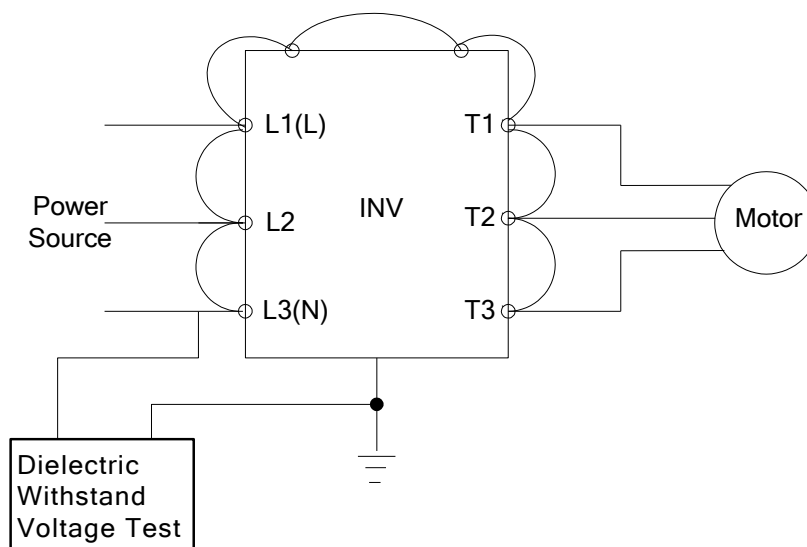 L1(L)
T1
Power
Source
L2
INV
T2
Motor
L3(N)
T3
Dielectric
Withstand
Voltage Test